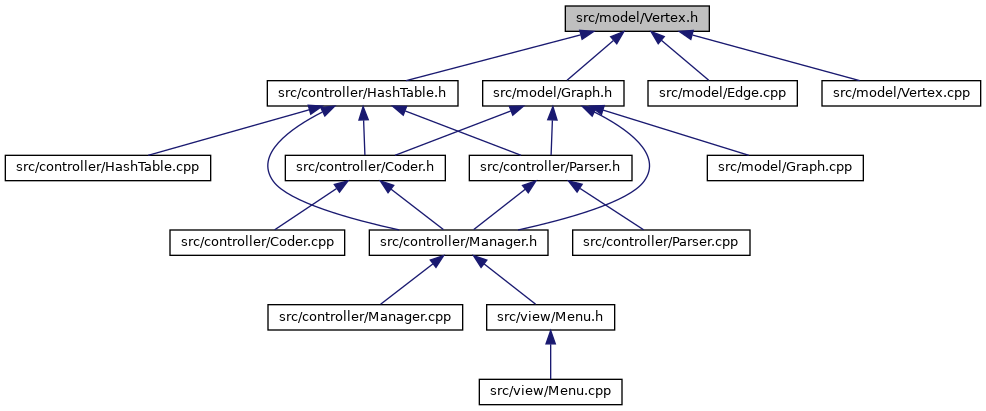 src/model/Vertex.h
src/controller/HashTable.h
src/model/Graph.h
src/model/Edge.cpp
src/model/Vertex.cpp
src/controller/HashTable.cpp
src/controller/Coder.h
src/controller/Parser.h
src/model/Graph.cpp
src/controller/Coder.cpp
src/controller/Manager.h
src/controller/Parser.cpp
src/controller/Manager.cpp
src/view/Menu.h
src/view/Menu.cpp